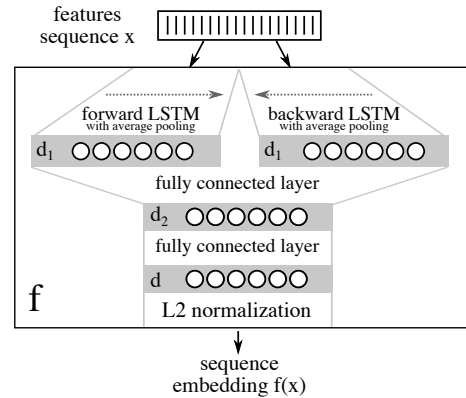 features
sequence x
forward LSTM
with average pooling
backward LSTM
with average pooling
d₁
d₁
fully connected layer
d₂
fully connected layer
d
f
L2 normalization
sequence
embedding f(x)